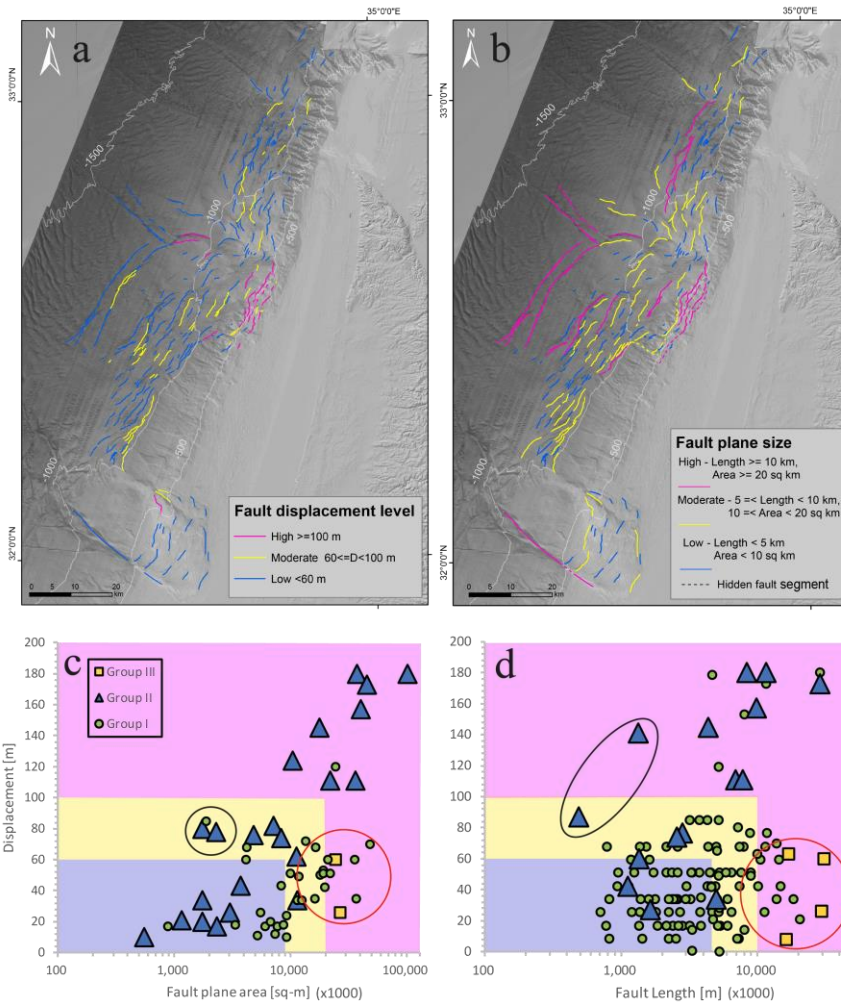 35°0'0"E
35°0'0"E
N
a
33°0'0"N
-1500
-1000
500
-1000
500
32°0'0"N
Fault displacement level
High >=100 m
Moderate 60<=D<100 m
Low <60 m
0 5 10 20
km
N
b
33°0'0"N
-1500
-1000
500
-1000
500
32°0'0"N
Fault plane size
High - Length >= 10 km,
Area >= 20 sq km
Moderate - 5 =< Length < 10 km,
10 =< Area < 20 sq km
Low - Length < 5 km
Area < 10 sq km
Hidden fault segment
0 5 10 20
km
c
Group III
Group II
Group I
Displacement [m]
200
180
160
140
120
100
80
60
40
20
0
100 1,000 10,000 100,000
Fault plane area [sq-m] (x1000)
d
200
180
160
140
120
100
80
60
40
20
0
100 1,000 10,000
Fault Length [m] (x1000)